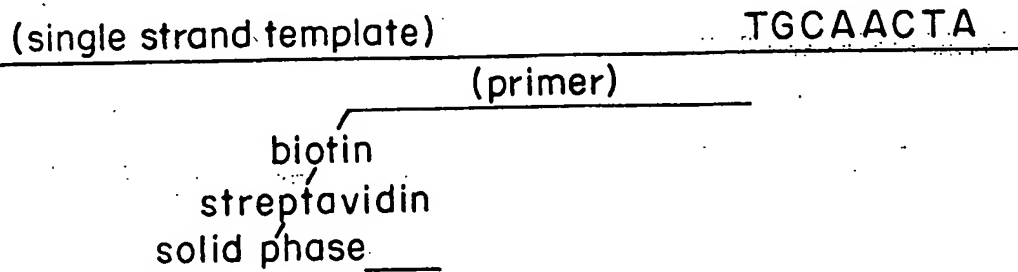 (single strand template) TGCAACTA
(primer)
biotin
streptavidin
solid phase